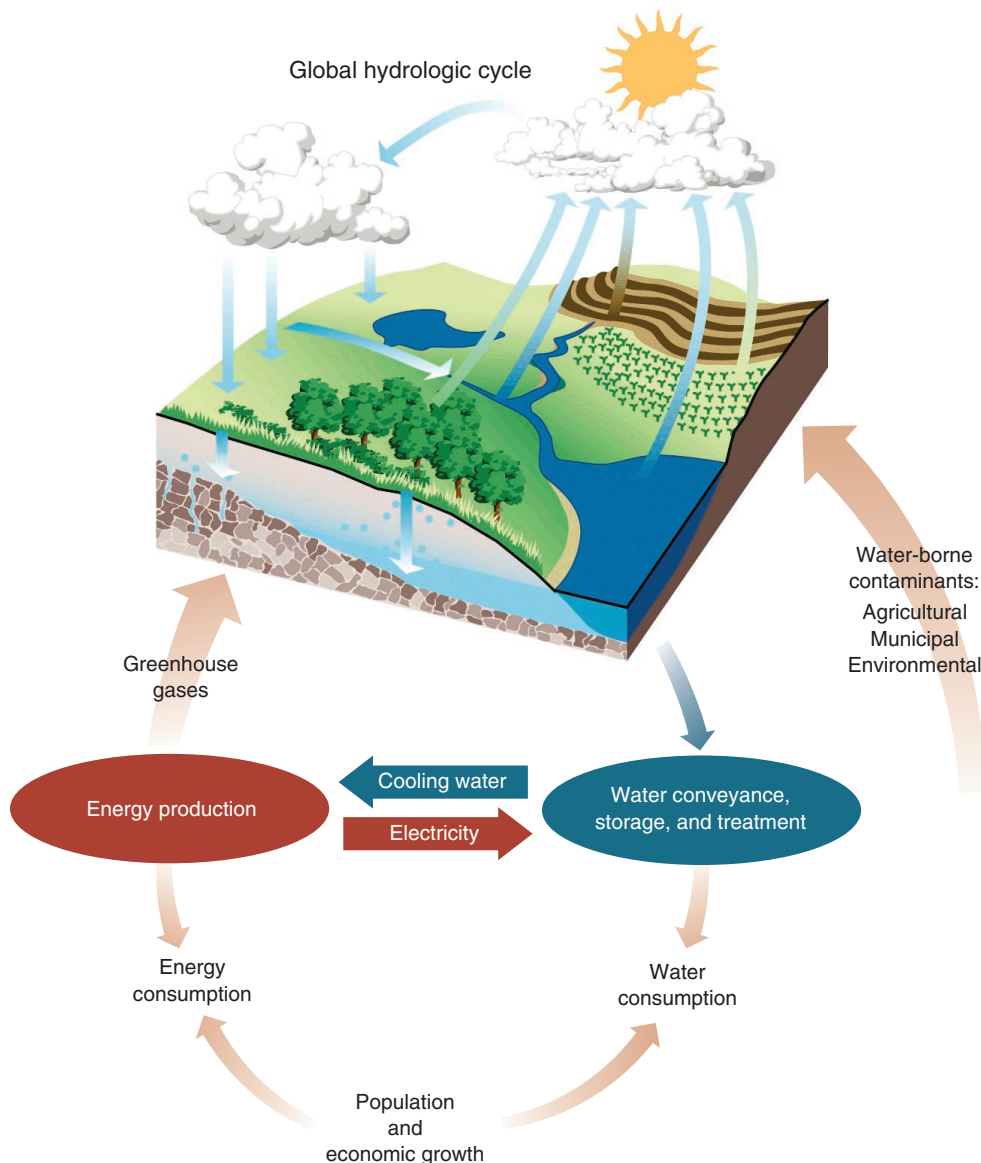 Global hydrologic cycle
Water-borne
contaminants:
Agricultural
Municipal
Environmental
Greenhouse
gases
Energy production
Cooling water
Electricity
Water conveyance,
storage, and treatment
Energy
consumption
Water
consumption
Population
and
economic growth